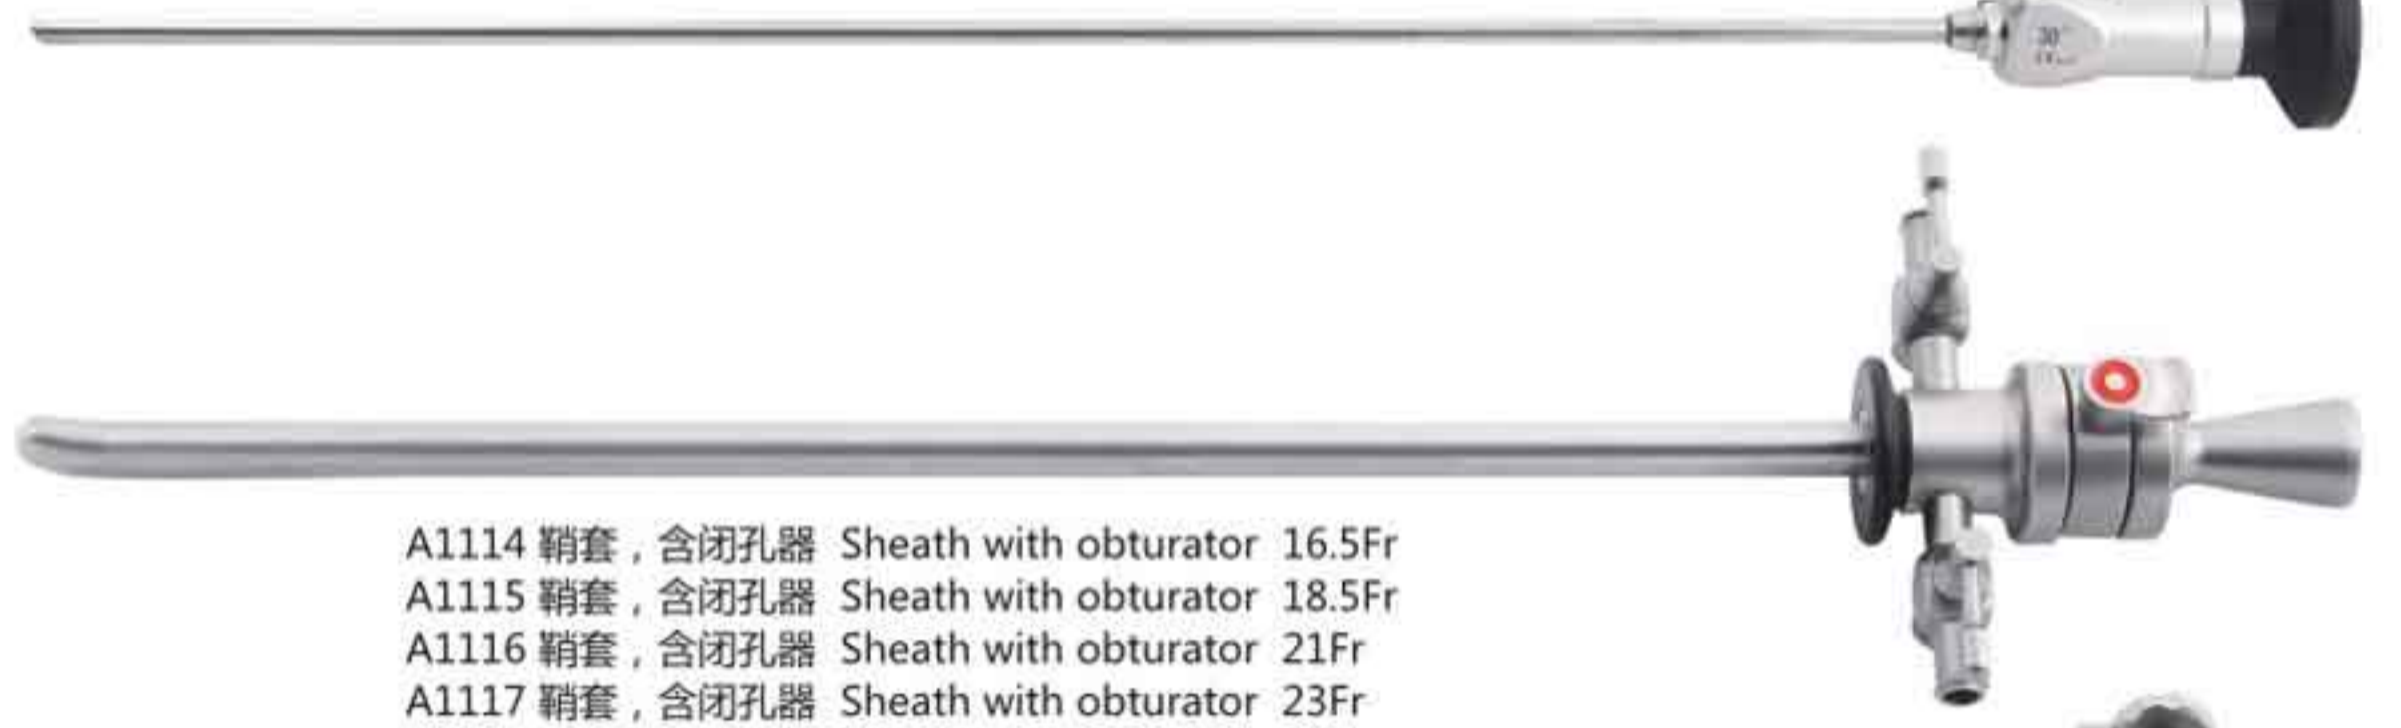 30°
A1114 鞘套，含闭孔器 Sheath with obturator 16.5Fr
A1115 鞘套，含闭孔器 Sheath with obturator 18.5Fr
A1116 鞘套，含闭孔器 Sheath with obturator 21Fr
A1117 鞘套，含闭孔器 Sheath with obturator 23Fr